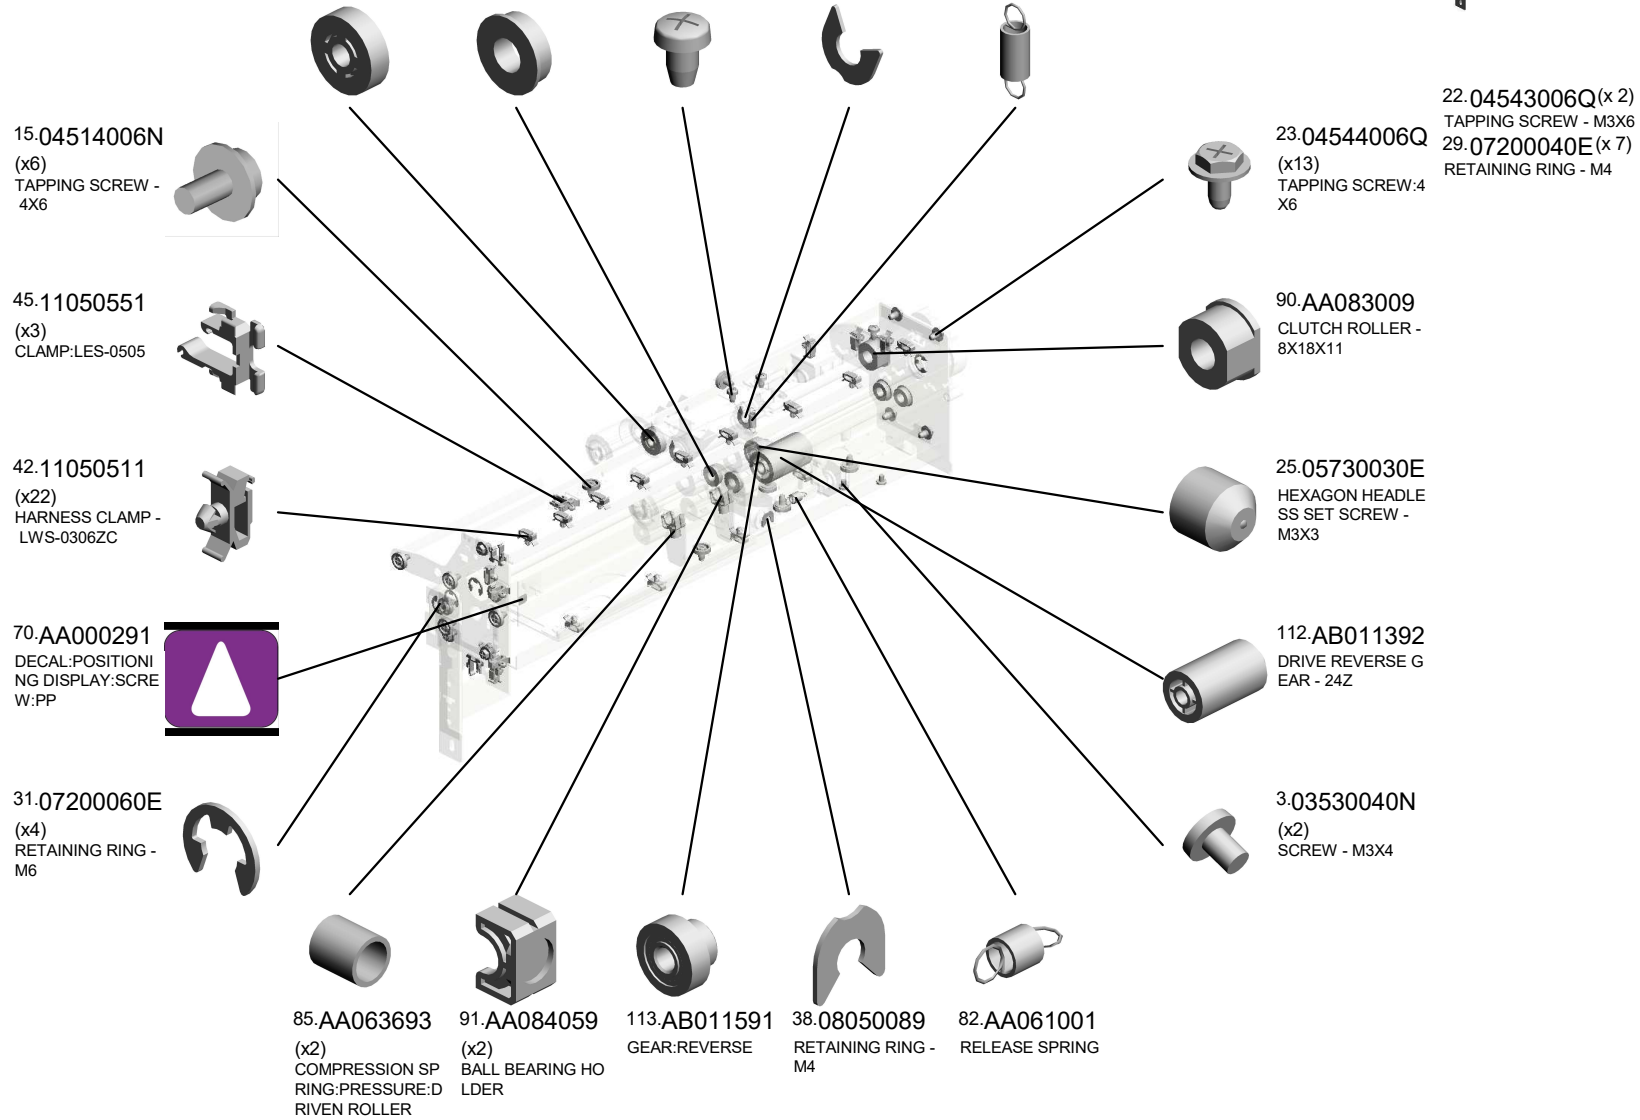 15.04514006N
(x6)
TAPPING SCREW -
4X6
45.11050551
(x3)
CLAMP:LES-0505
42.11050511
(x22)
HARNESS CLAMP -
LWS-0306ZC
70.AA000291
DECAL:POSITIONI
NG DISPLAY:SCRE
W:PP
31.07200060E
(x4)
RETAINING RING -
M6
85.AA063693
(x2)
COMPRESSION SP
RING:PRESSURE:D
RIVEN ROLLER
91.AA084059
(x2)
BALL BEARING HO
LDER
113.AB011591
GEAR:REVERSE
38.08050089
RETAINING RING -
M4
82.AA061001
RELEASE SPRING
23.04544006Q
(x13)
TAPPING SCREW:4
X6
90.AA083009
CLUTCH ROLLER -
8X18X11
25.05730030E
HEXAGON HEADLE
SS SET SCREW -
M3X3
112.AB011392
DRIVE REVERSE G
EAR - 24Z
3.03530040N
(x2)
SCREW - M3X4
22.04543006Q(x 2)
TAPPING SCREW - M3X6
29.07200040E(x 7)
RETAINING RING - M4